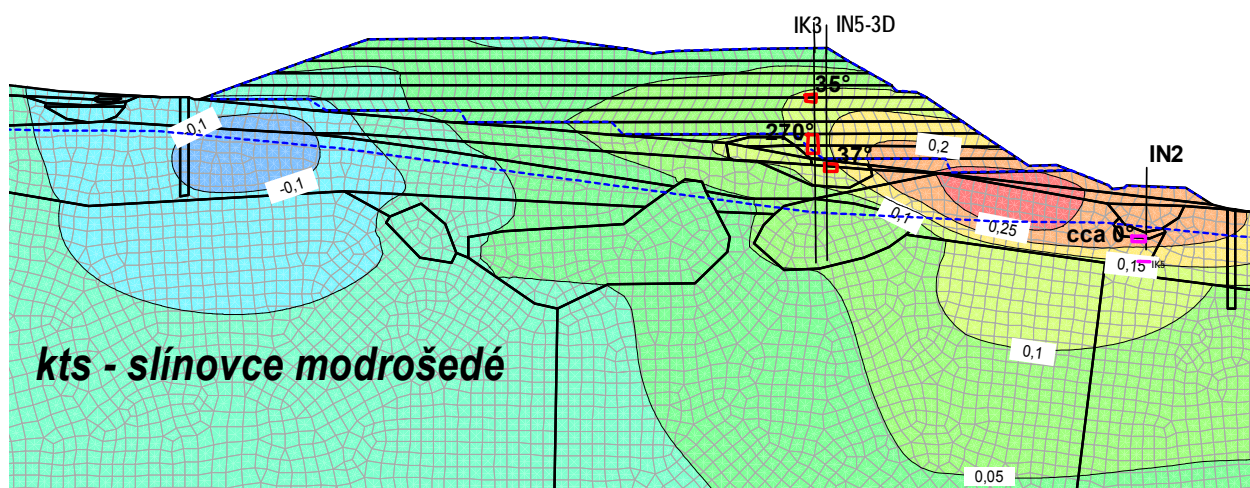 IK3 IN5-3D
35°
-0,1
270°
0,2
37°
IN2
-0,1
0,1
0,25
cca 0°
0,15
IK5
kts - slínovce modrošedé
0,1
0,05